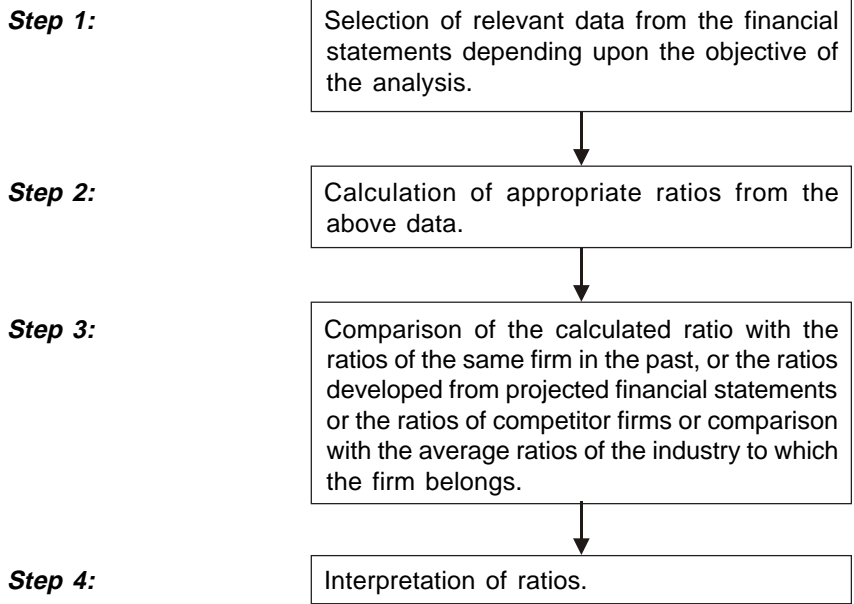 Step 1:
Selection of relevant data from the financial
statements depending upon the objective of
the analysis.
Step 2:
Calculation of appropriate ratios from the
above data.
Step 3:
Comparison of the calculated ratio with the
ratios of the same firm in the past, or the ratios
developed from projected financial statements
or the ratios of competitor firms or comparison
with the average ratios of the industry to which
the firm belongs.
Step 4:
Interpretation of ratios.